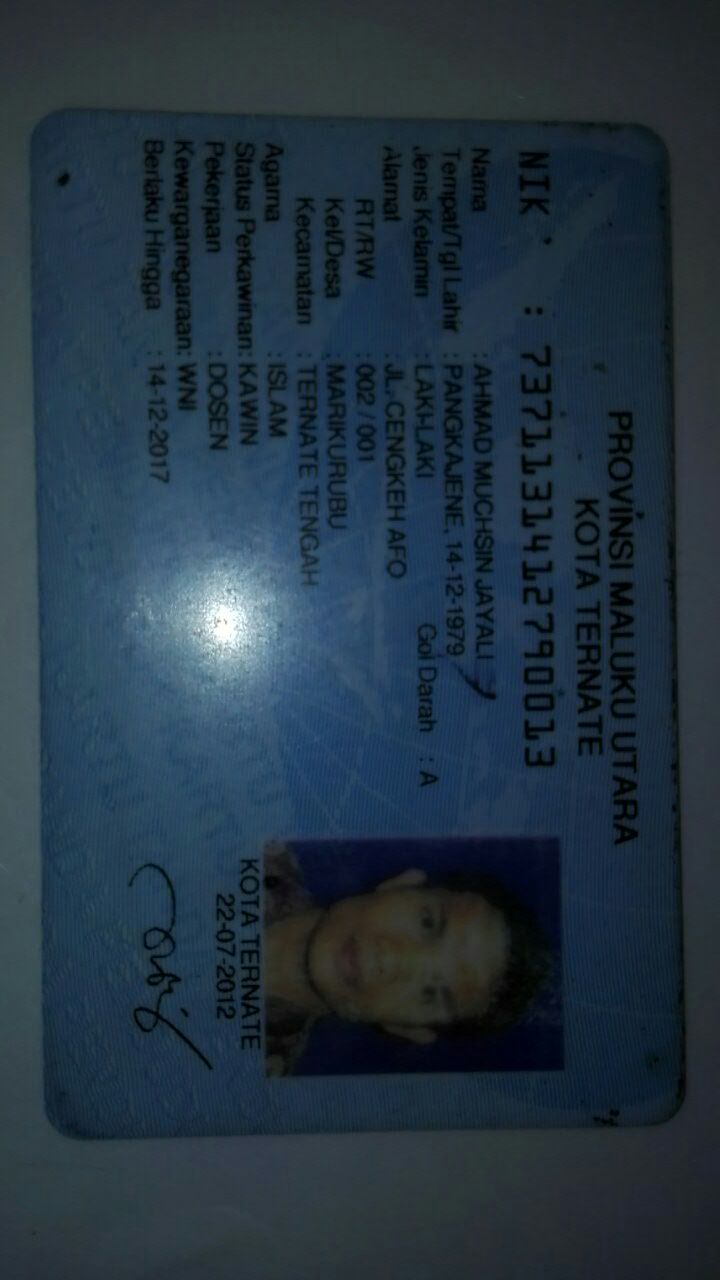 PROVINSI MALUKU UTARA
KOTA TERNATE
NIK : 7371131412790013
Nama : AHMAD MUCHSIN JAYALI
Tempat/Tgl Lahir : PANGKAJENE, 14-12-1979
Jenis Kelamin : LAKI-LAKI Gol Darah : A
Alamat : JL. CENGKEH AFO
RT/RW : 002 / 001
Kel/Desa : MARIKURUBU
Kecamatan : TERNATE TENGAH
Agama : ISLAM
Status Perkawinan: KAWIN
Pekerjaan : DOSEN
Kewarganegaraan: WNI
Berlaku Hingga : 14-12-2017
KOTA TERNATE
22-07-2012